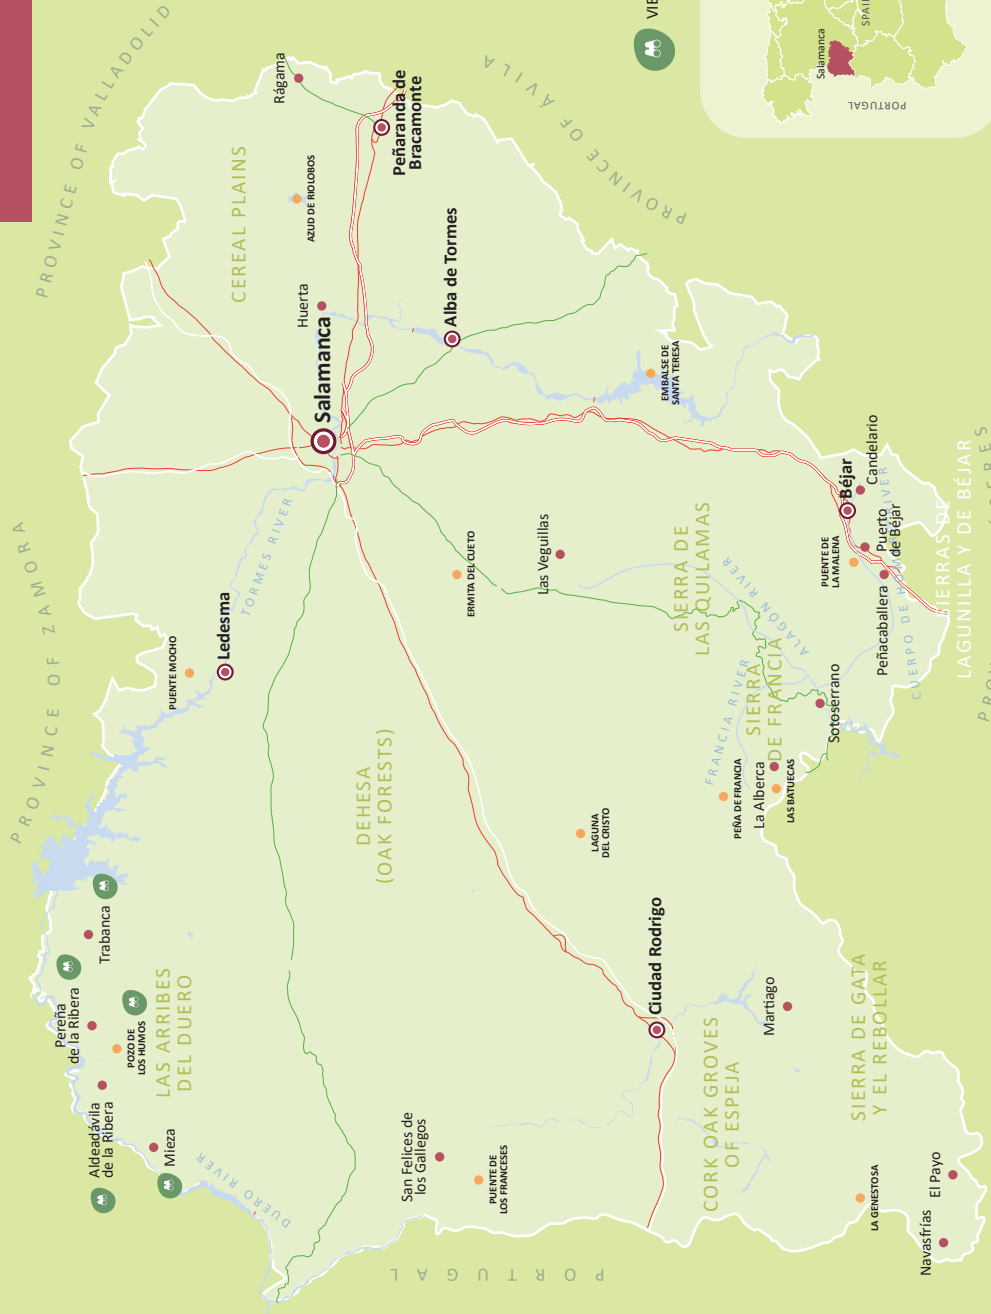 PROVINCE OF ZAMORA
PROVINCE OF VALLADOLID
PROVINCE OF ÁVILA
PORTUGAL
Aldeadávila
de la Ribera
Pereña
de la Ribera
Trabanca
Mieza
POZO DE
LOS HUMOS
LAS ARRIBES
DEL DUERO
DUERO RIVER
PUENTE MOCHO
Ledesma
TORMES RIVER
CEREAL PLAINS
Rágama
AZUD DE RIOLOBOS
Huerta
Salamanca
Peñaranda de
Bracamonte
Alba de Tormes
DEHESA
(OAK FORESTS)
San Felices de
los Gallegos
PUENTE DE
LOS FRANCESES
ERMITA DEL CUETO
Las Veguillas
LAGUNA
DEL CRISTO
EMBALSE DE
SANTA TERESA
Ciudad Rodrigo
SIERRA DE
LAS QUILAMAS
CORK OAK GROVES
OF ESPEJA
FRANCIA RIVER
ALAGÓN RIVER
PEÑA DE FRANCIA
SIERRA
DE FRANCIA
La Alberca
LAS BATUECAS
Martiago
Sotoserrano
PUENTE DE
LA MALENA
Béjar
Candelario
Puerto
de Béjar
Peñacaballera
CUERPO DE HOMBRE RIVER
SIERRA DE GATA
Y EL REBOLLAR
LA GENESTOSA
El Payo
Navasfrías
SIERRAS DE
LAGUNILLA Y DE BÉJAR
Salamanca
PORTUGAL